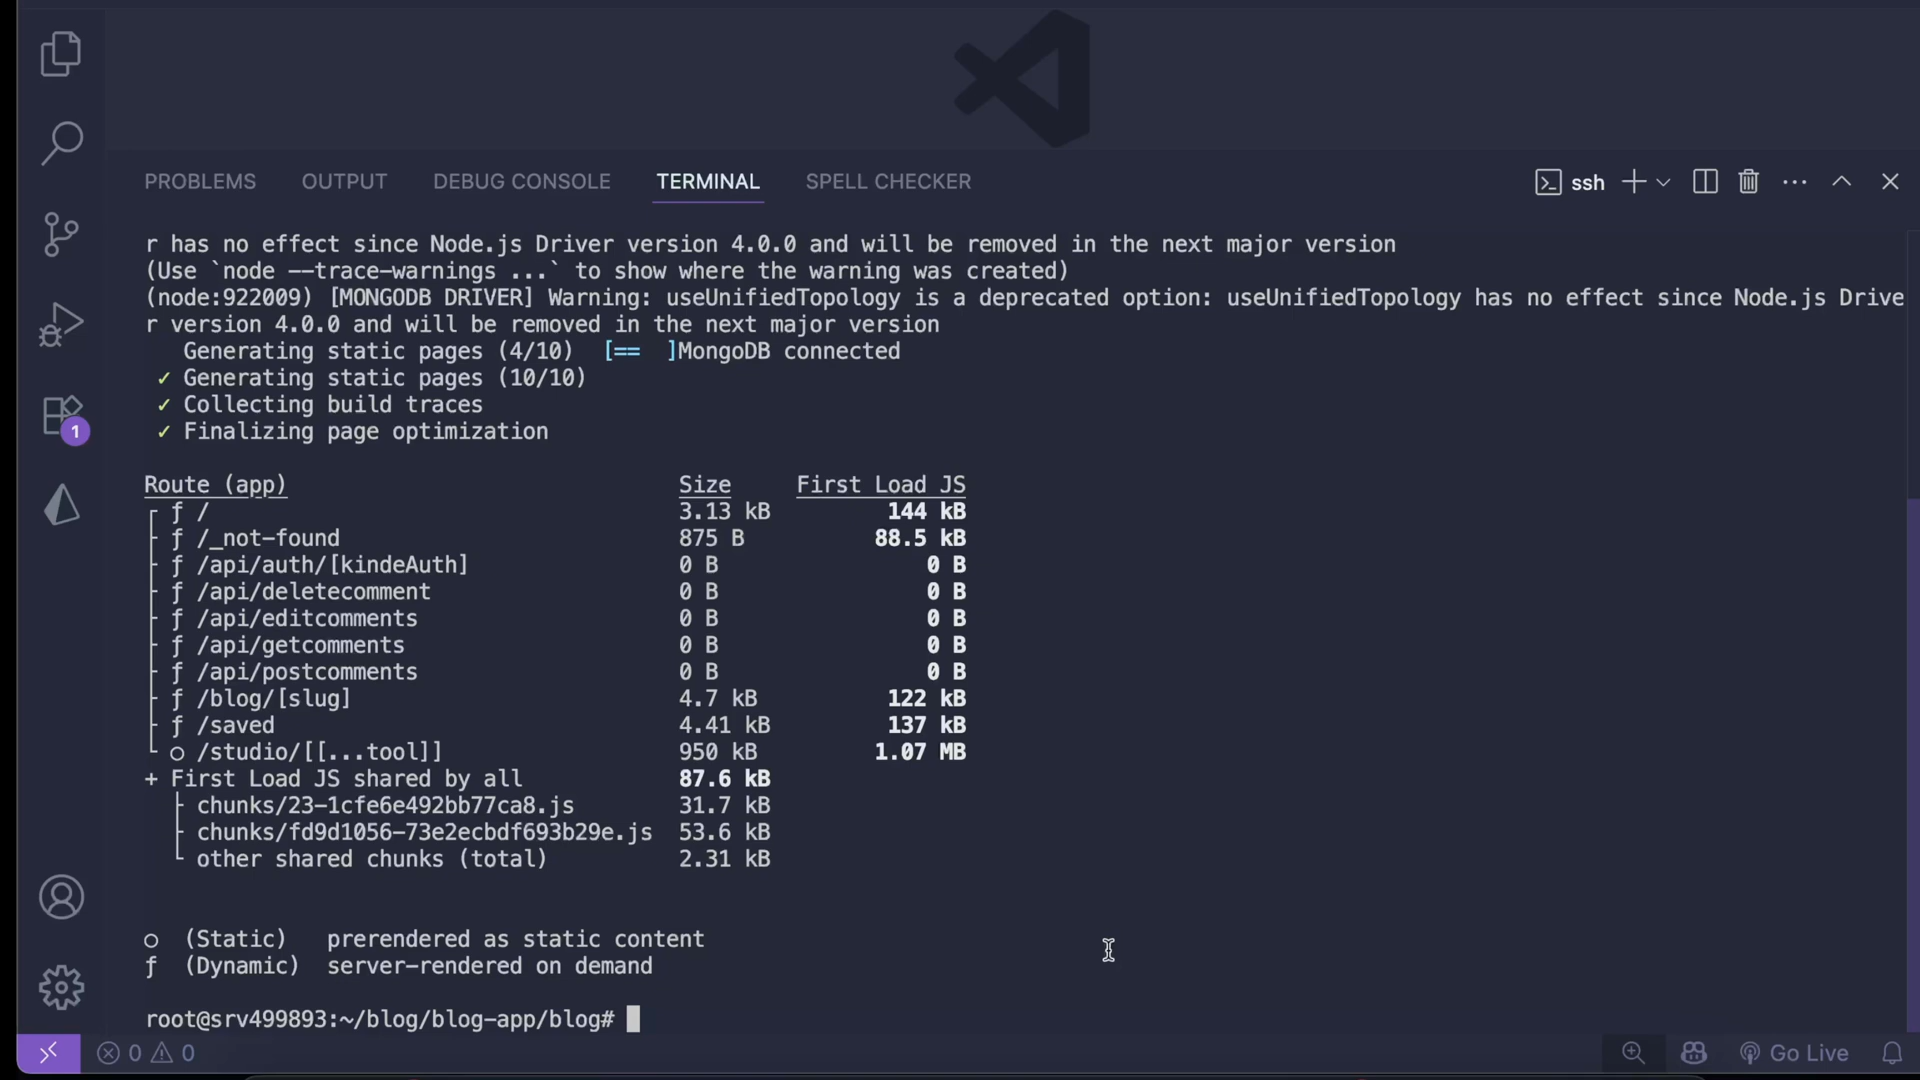 PROBLEMS OUTPUT DEBUG CONSOLE TERMINAL SPELL CHECKER ssh
r has no effect since Node.js Driver version 4.0.0 and will be removed in the next major version
(Use `node --trace-warnings ...` to show where the warning was created)
(node:922009) [MONGODB DRIVER] Warning: useUnifiedTopology is a deprecated option: useUnifiedTopology has no effect since Node.js Drive
r version 4.0.0 and will be removed in the next major version
Generating static pages (4/10) [== ]MongoDB connected
✓ Generating static pages (10/10)
✓ Collecting build traces
✓ Finalizing page optimization
Route (app) Size First Load JS
┌ ƒ / 3.13 kB 144 kB
├ ƒ /_not-found 875 B 88.5 kB
├ ƒ /api/auth/[kindeAuth] 0 B 0 B
├ ƒ /api/deletecomment 0 B 0 B
├ ƒ /api/editcomments 0 B 0 B
├ ƒ /api/getcomments 0 B 0 B
├ ƒ /api/postcomments 0 B 0 B
├ ƒ /blog/[slug] 4.7 kB 122 kB
├ ƒ /saved 4.41 kB 137 kB
└ ○ /studio/[[...tool]] 950 kB 1.07 MB
+ First Load JS shared by all 87.6 kB
├ chunks/23-1cfe6e492bb77ca8.js 31.7 kB
├ chunks/fd9d1056-73e2ecbdf693b29e.js 53.6 kB
└ other shared chunks (total) 2.31 kB
○ (Static) prerendered as static content
ƒ (Dynamic) server-rendered on demand
root@srv499893:~/blog/blog-app/blog#
1
0 0 Go Live